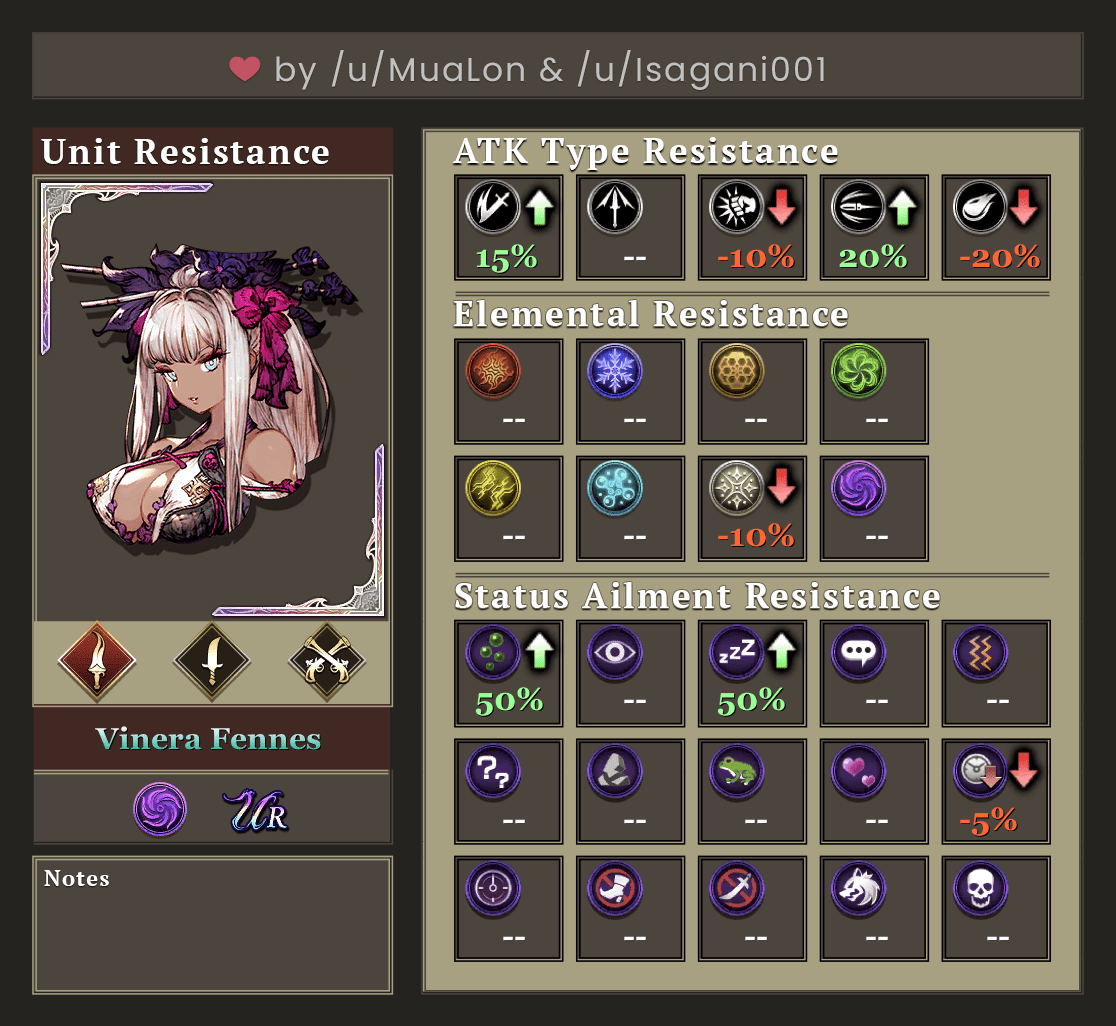 by /u/MuaLon & /u/Isagani001
Unit Resistance
Vinera Fennes
UR
Notes
ATK Type Resistance
15% -- -10% 20% -20%
Elemental Resistance
-- -- -- --
-- -- -10% --
Status Ailment Resistance
zzZ
50% -- 50% -- --
??
-- -- -- -- -5%
-- -- -- -- --